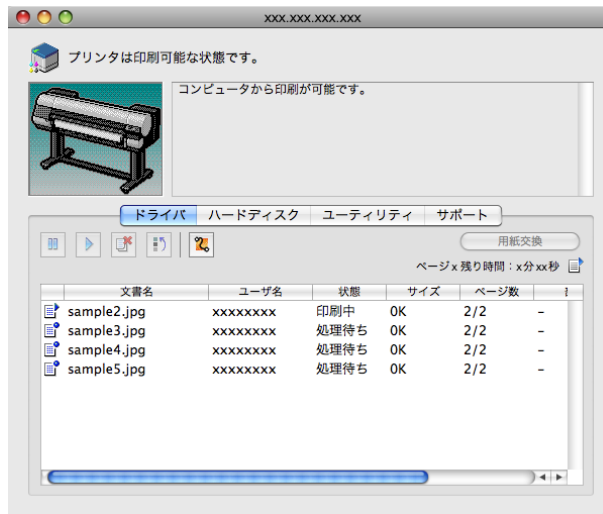 xxx.xxx.xxx.xxx
プリンタは印刷可能な状態です。
コンピュータから印刷が可能です。
ドライバ ハードディスク ユーティリティ サポート
用紙交換
ページx 残り時間：x分xx秒
文書名 ユーザ名 状態 サイズ ページ数
sample2.jpg xxxxxxxx 印刷中 0K 2/2 –
sample3.jpg xxxxxxxx 処理待ち 0K 2/2 –
sample4.jpg xxxxxxxx 処理待ち 0K 2/2 –
sample5.jpg xxxxxxxx 処理待ち 0K 2/2 –